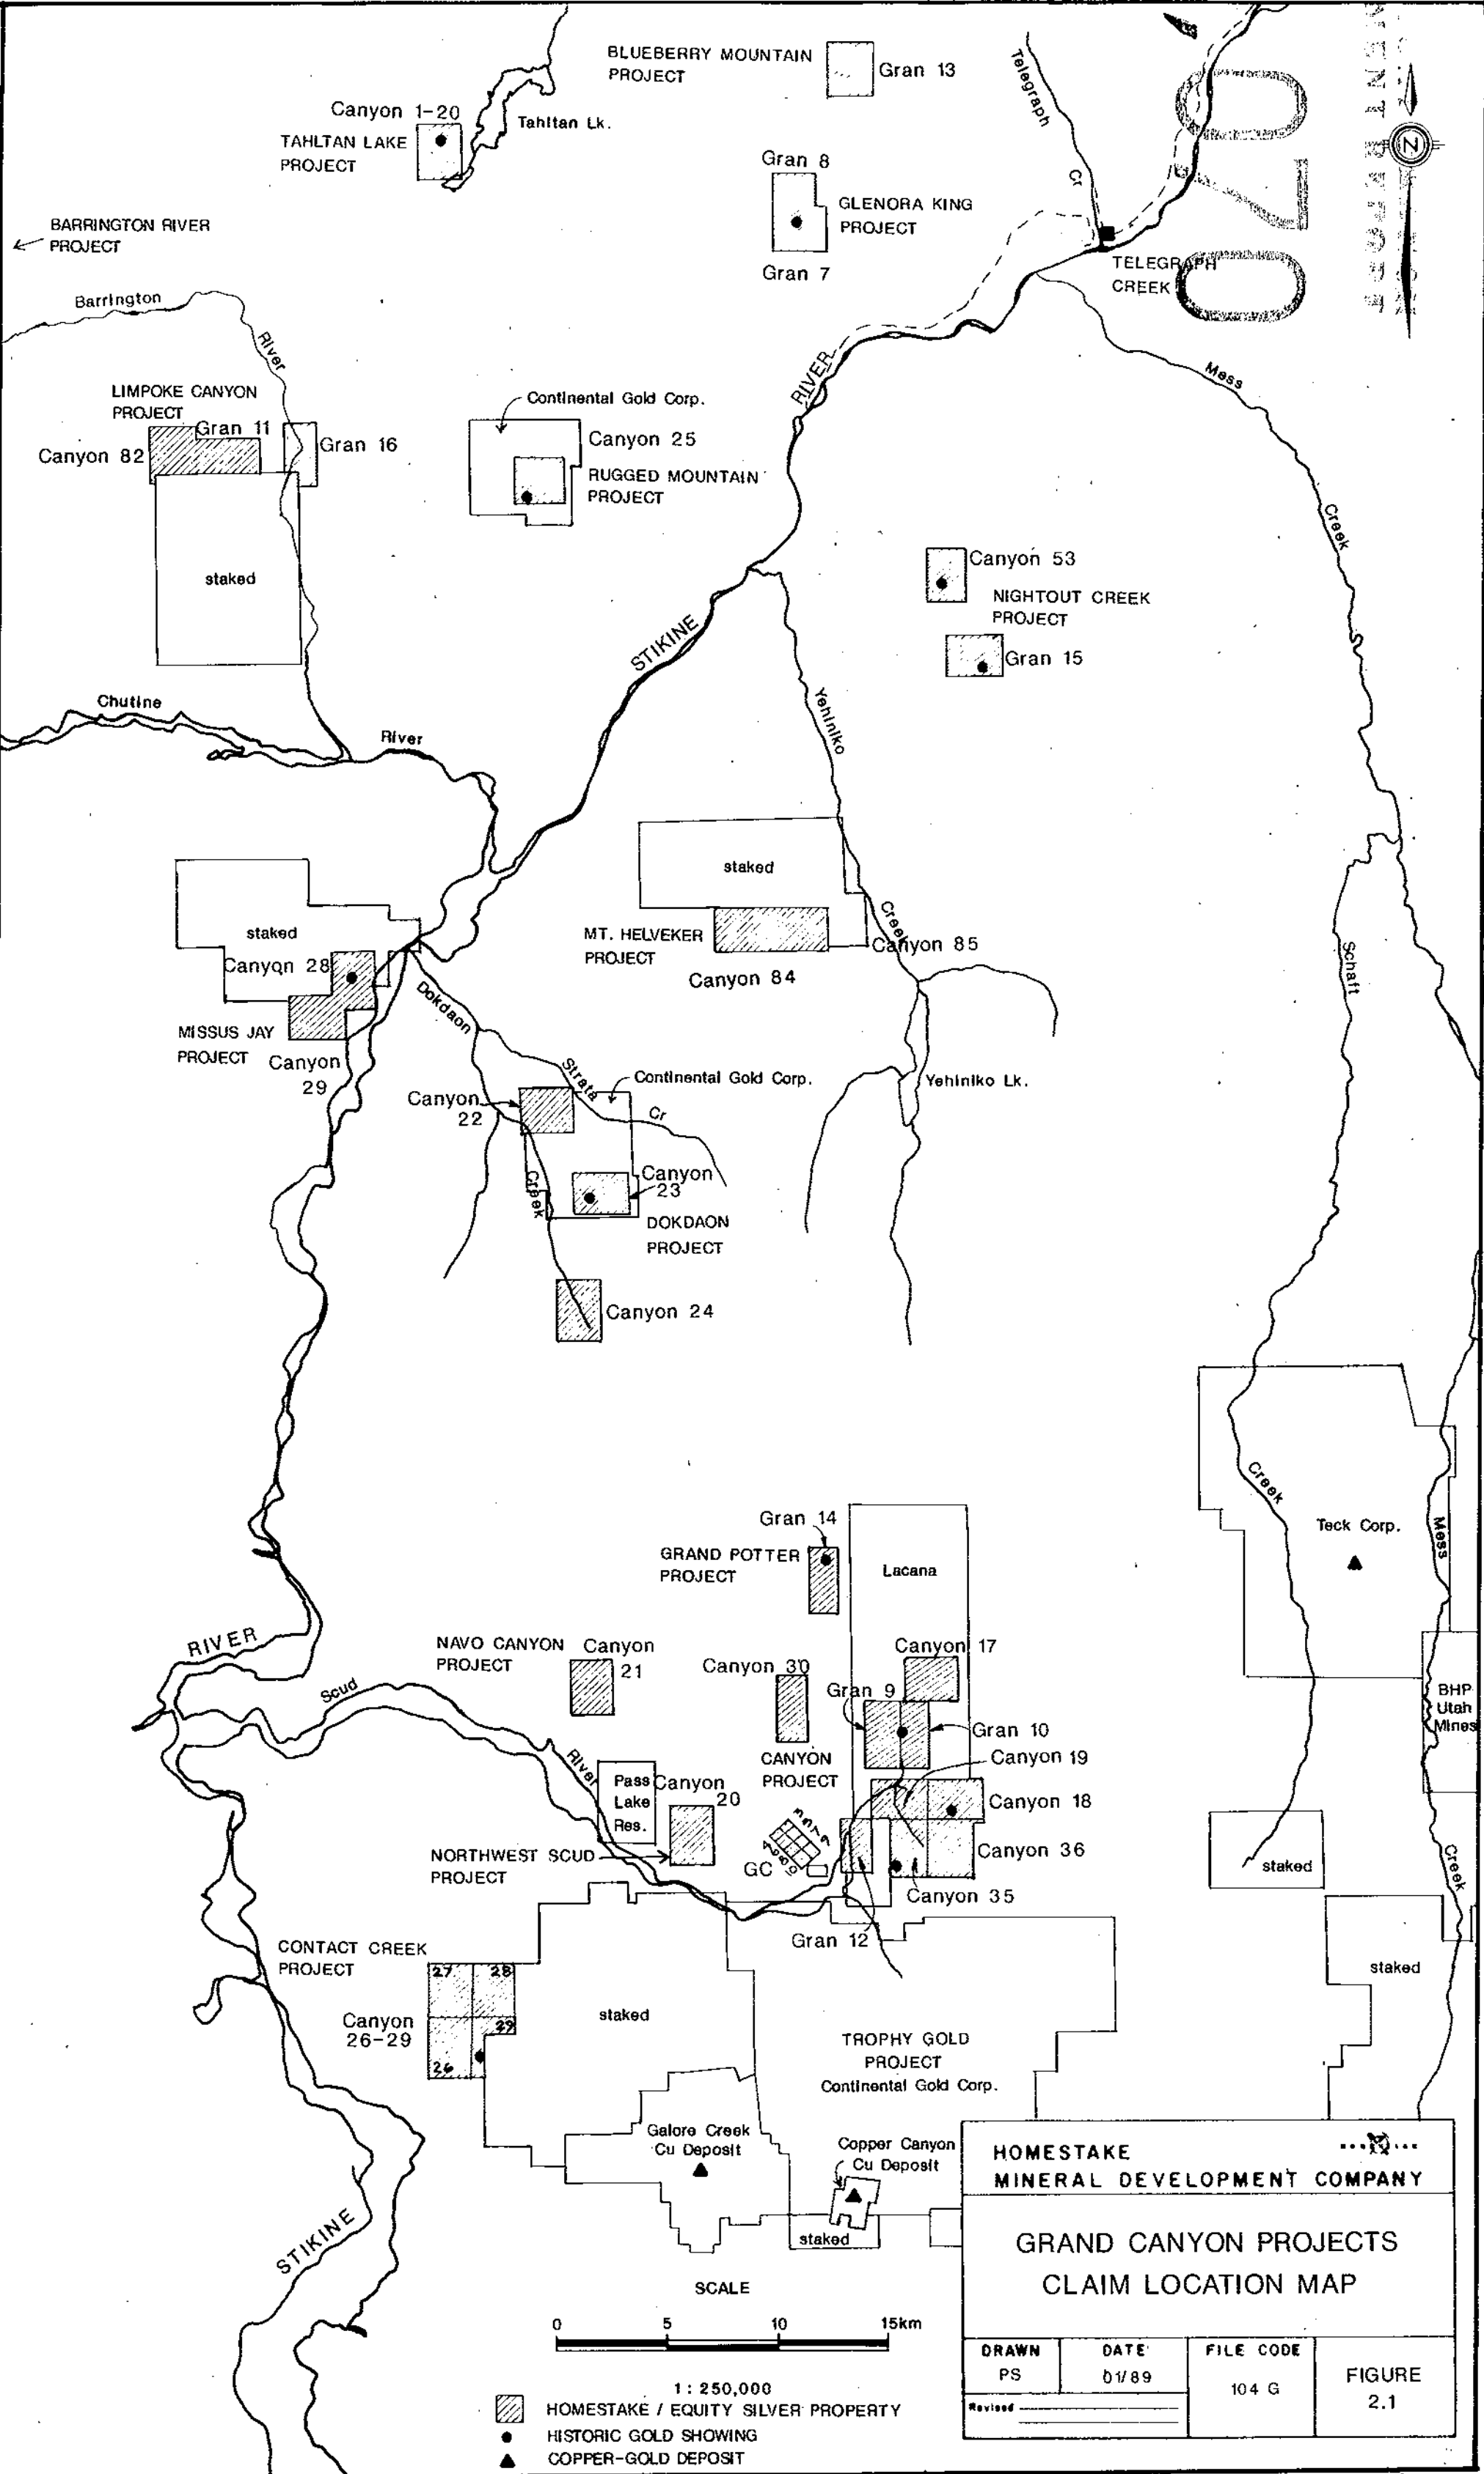 BLUEBERRY MOUNTAIN
PROJECT
Gran 13
Telegraph
Cr
Canyon 1-20
TAHLTAN LAKE
PROJECT
Tahltan Lk.
Gran 8
GLENORA KING
PROJECT
Gran 7
N
BARRINGTON RIVER
PROJECT
TELEGRAPH
CREEK
Barrington
River
RIVER
Mess
Creek
LIMPOKE CANYON
PROJECT
Gran 11
Gran 16
Canyon 82
staked
Continental Gold Corp.
Canyon 25
RUGGED MOUNTAIN
PROJECT
Canyon 53
NIGHTOUT CREEK
PROJECT
Gran 15
STIKINE
Chutine
River
Yehiniko
Creek
staked
MT. HELVEKER
PROJECT
Canyon 85
Canyon 84
staked
Canyon 28
MISSUS JAY
PROJECT
Canyon
29
Dokdaon
Creek
Strata
Cr
Continental Gold Corp.
Canyon
22
Canyon
23
DOKDAON
PROJECT
Canyon 24
Yehiniko Lk.
Schaft
Creek
Teck Corp.
Mess
Gran 14
GRAND POTTER
PROJECT
Lacana
RIVER
Scud
River
NAVO CANYON
PROJECT
Canyon
21
Canyon 30
CANYON
PROJECT
Canyon 17
Gran 9
Gran 10
Canyon 19
Canyon 18
Canyon 36
Canyon 35
Gran 12
GC
Pass
Lake
Res.
Canyon
20
NORTHWEST SCUD
PROJECT
BHP
Utah
Mines
Creek
staked
staked
CONTACT CREEK
PROJECT
Canyon
26-29
27
28
29
26
staked
TROPHY GOLD
PROJECT
Continental Gold Corp.
Galore Creek
Cu Deposit
Copper Canyon
Cu Deposit
staked
STIKINE
SCALE
0 5 10 15km
1 : 250,000
HOMESTAKE / EQUITY SILVER PROPERTY
HISTORIC GOLD SHOWING
COPPER-GOLD DEPOSIT
HOMESTAKE
MINERAL DEVELOPMENT COMPANY
GRAND CANYON PROJECTS
CLAIM LOCATION MAP
DRAWN
PS
DATE
01/89
FILE CODE
104 G
FIGURE
2.1
Revised